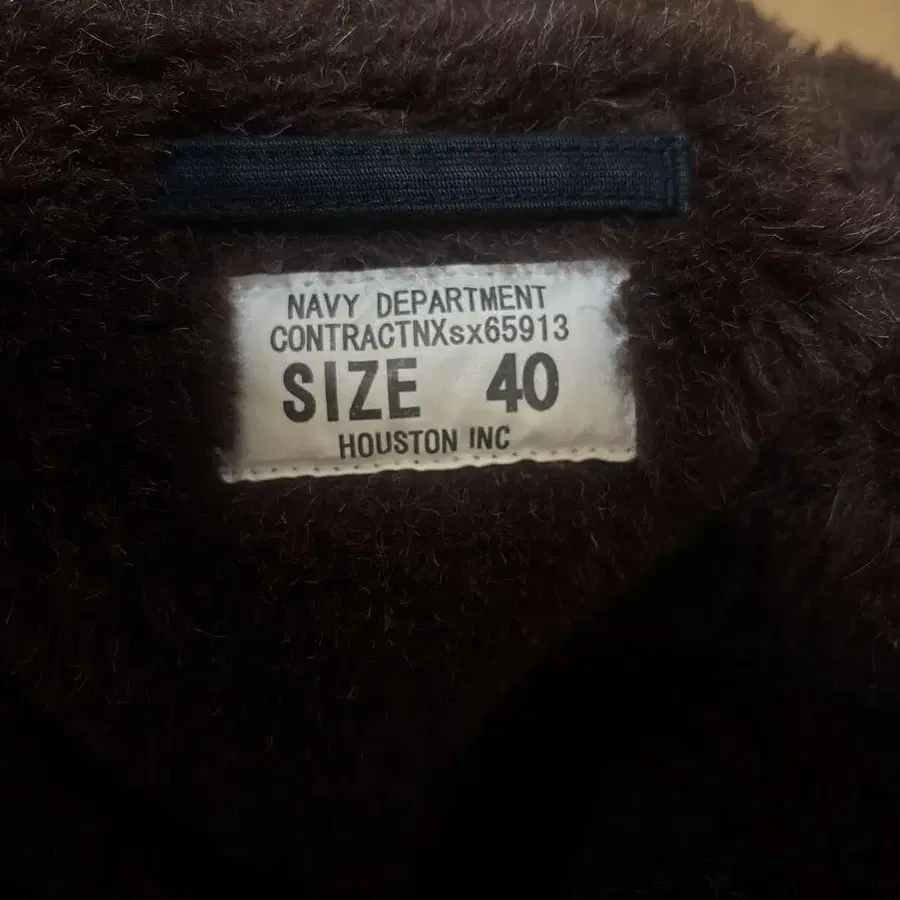 NAVY DEPARTMENT
CONTRACTNXsx65913
SIZE 40
HOUSTON INC